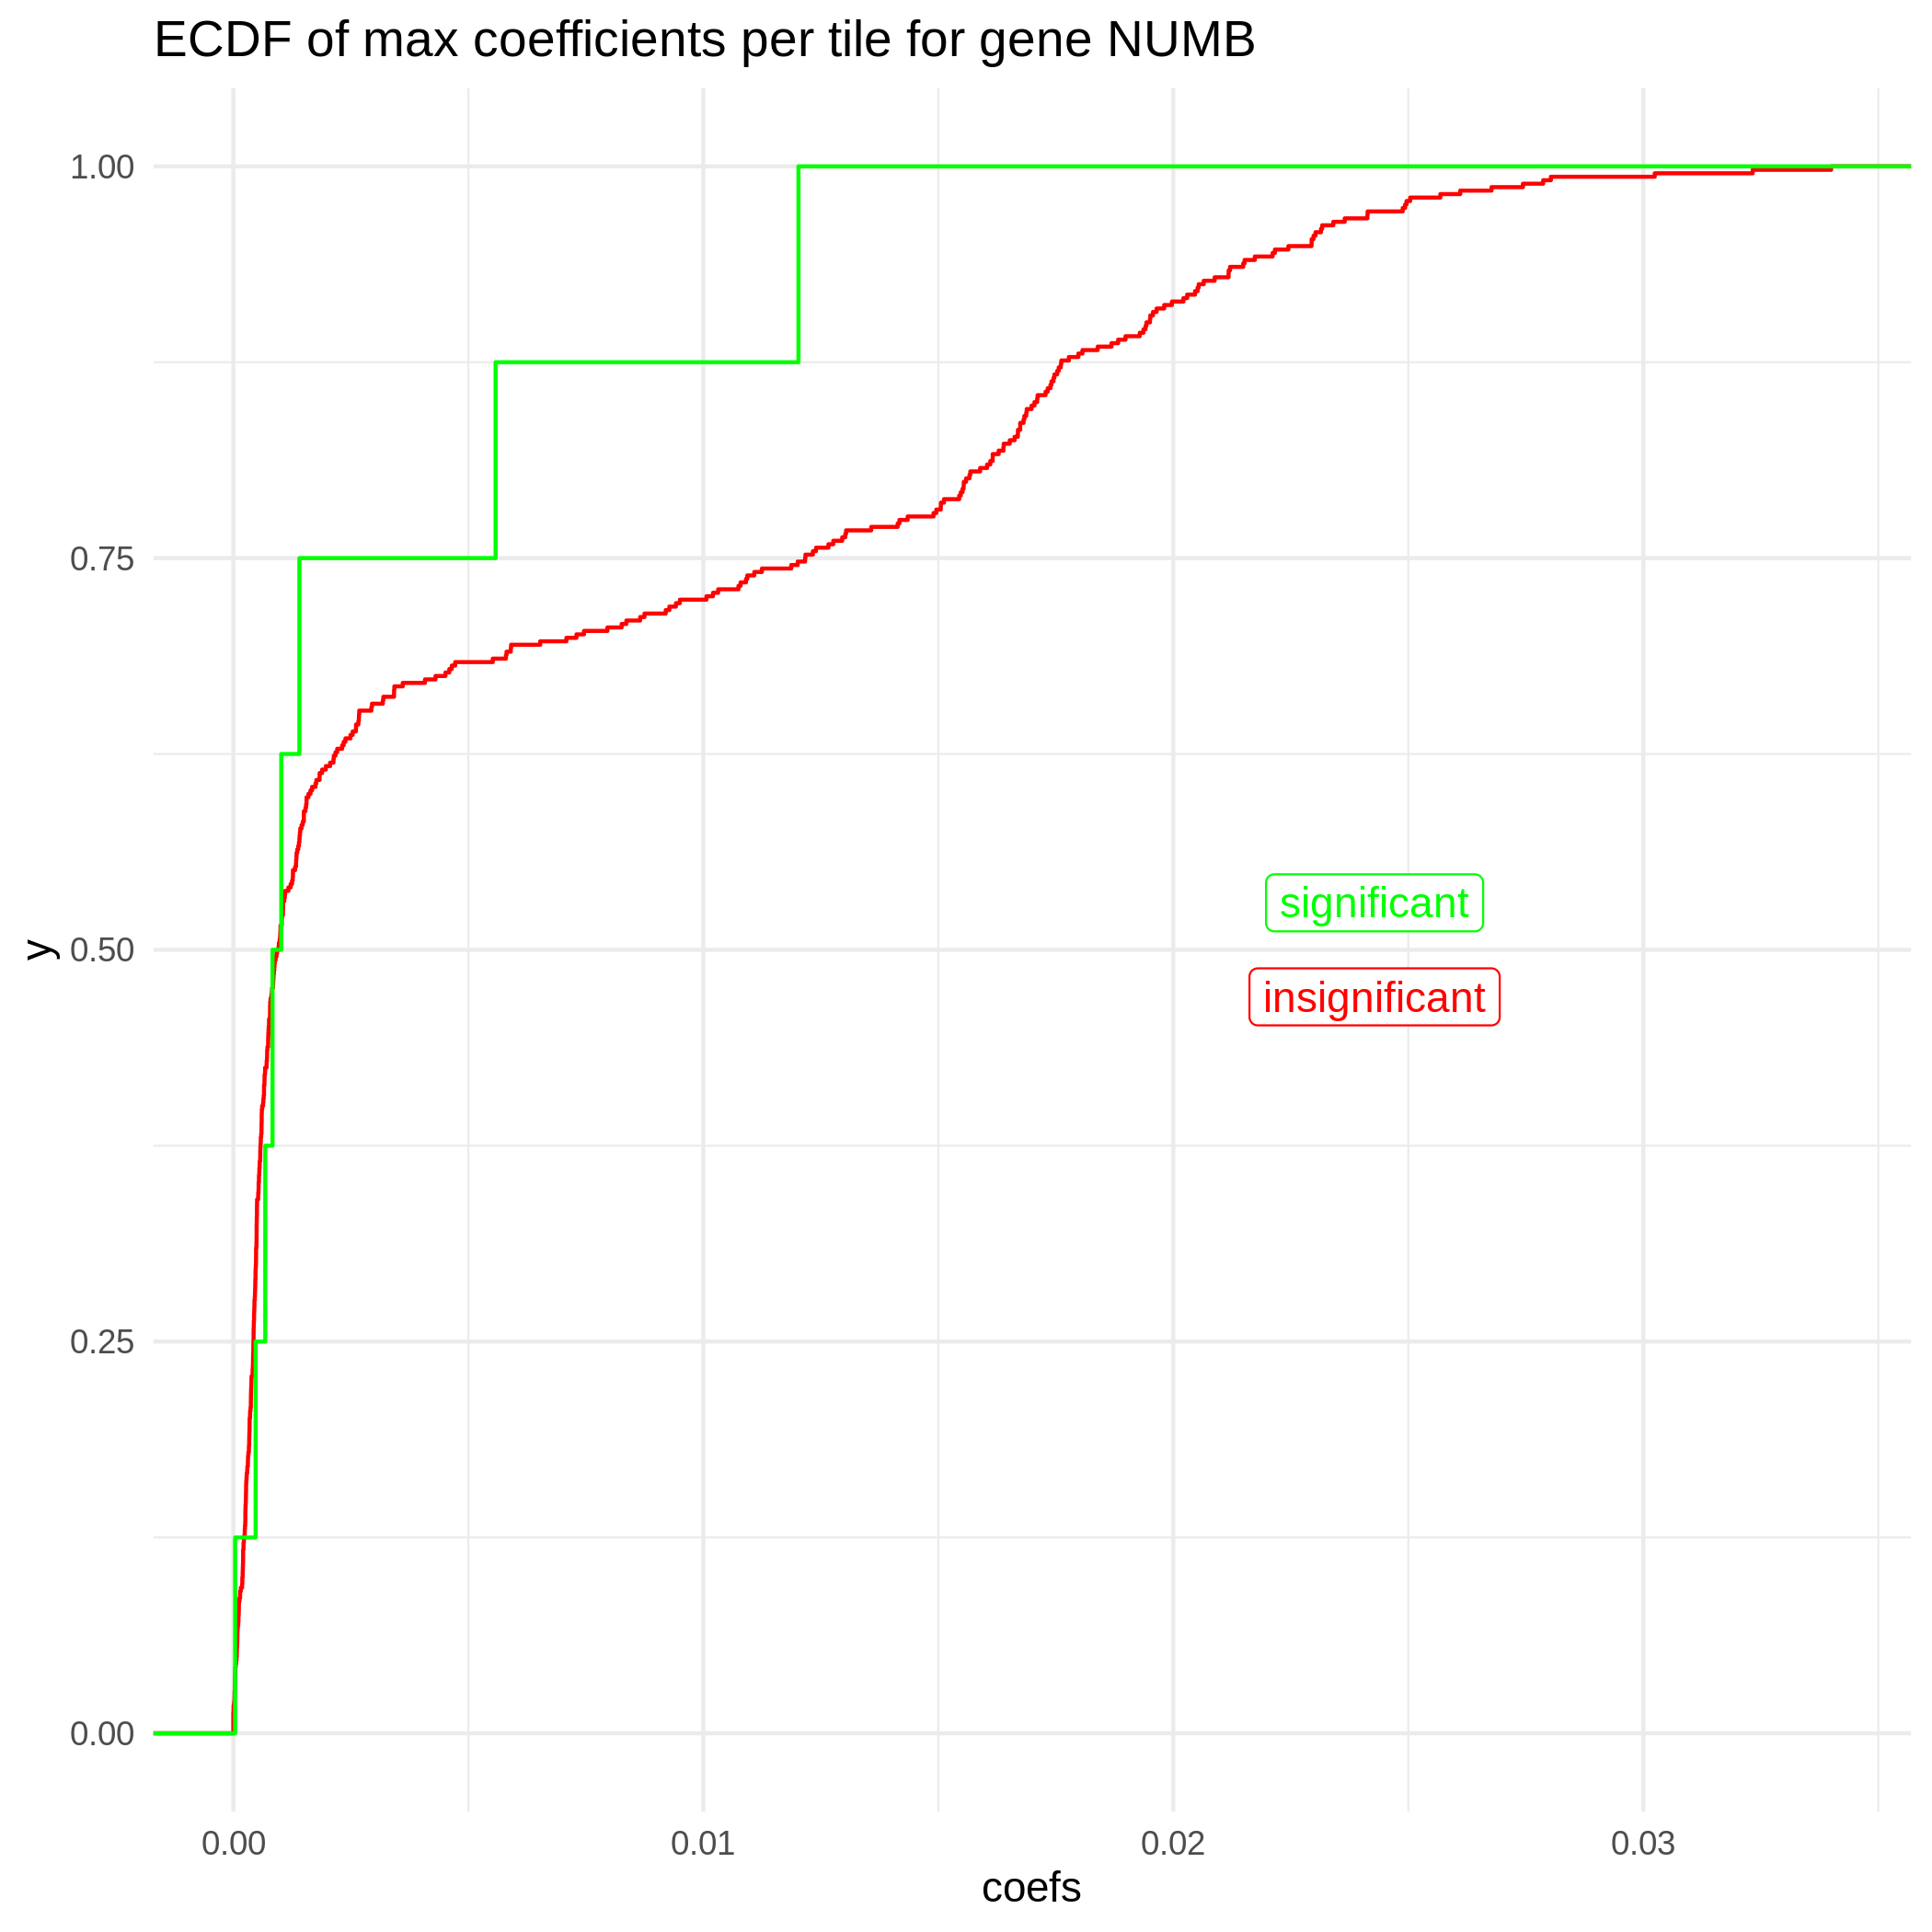 ECDF of max coefficients per tile for gene NUMB
1.00
0.75
0.50
0.25
0.00
y
significant
insignificant
0.00 0.01 0.02 0.03
coefs